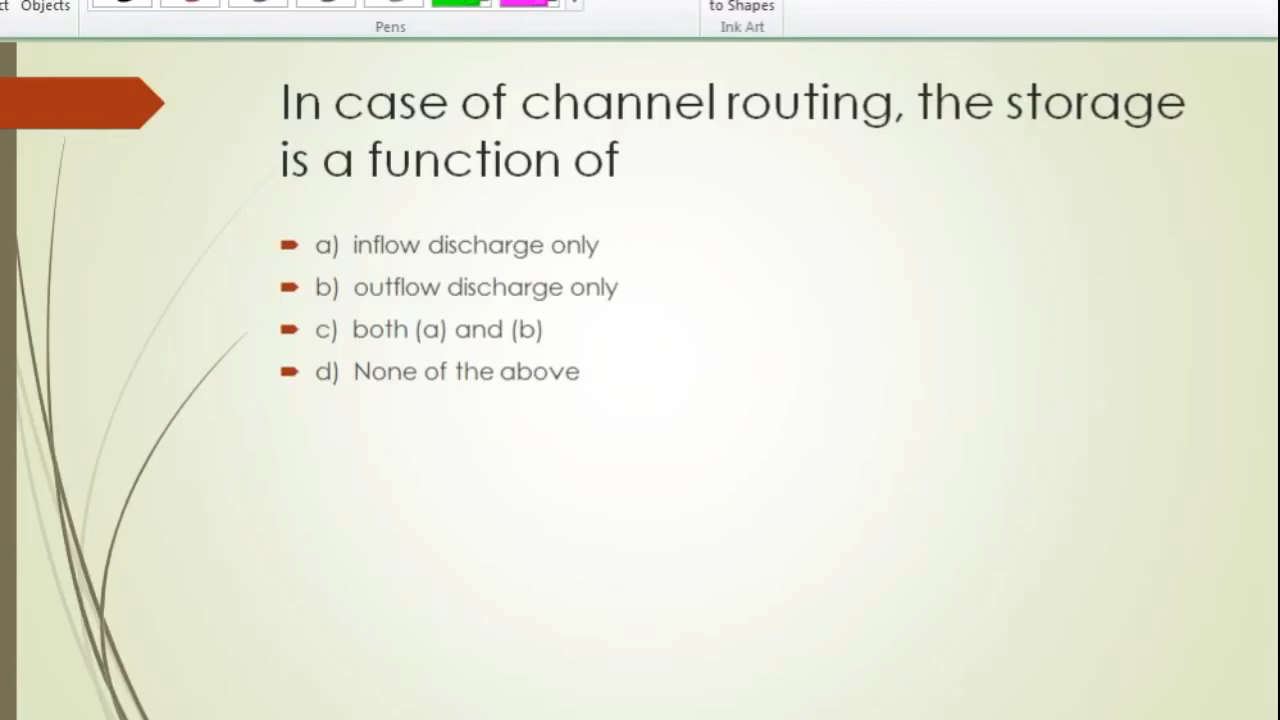 Objects
to Shapes
Pens
Ink Art
In case of channel routing, the storage
is a function of
a) inflow discharge only
b) outflow discharge only
c) both (a) and (b)
d) None of the above